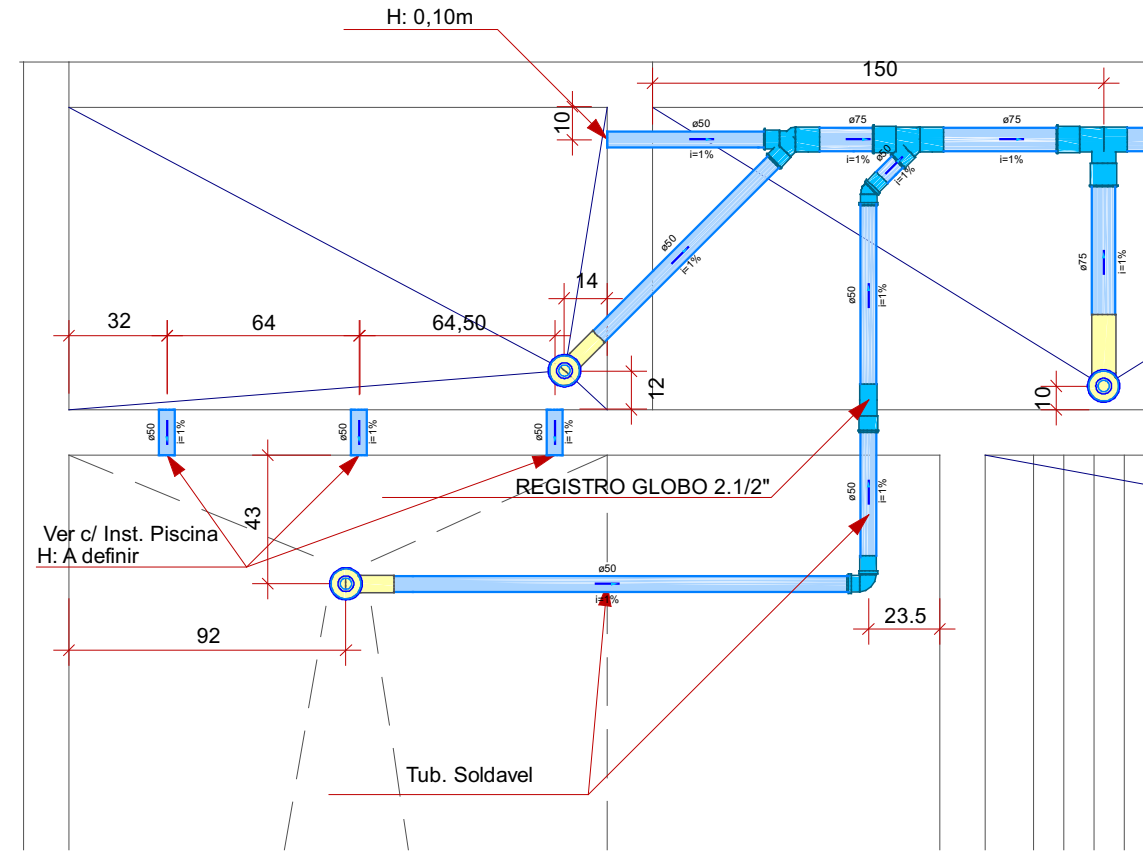 H: 0,10m
150
10
ø50
i=1%
ø75
i=1%
ø50
i=1%
ø75
i=1%
ø50
i=1%
14
ø75
i=1%
ø50
i=1%
32
64
64,50
12
10
ø50
i=1%
ø50
i=1%
ø50
i=1%
REGISTRO GLOBO 2.1/2"
ø50
i=1%
43
Ver c/ Inst. Piscina
H: A definir
ø50
i=1%
23.5
92
Tub. Soldavel